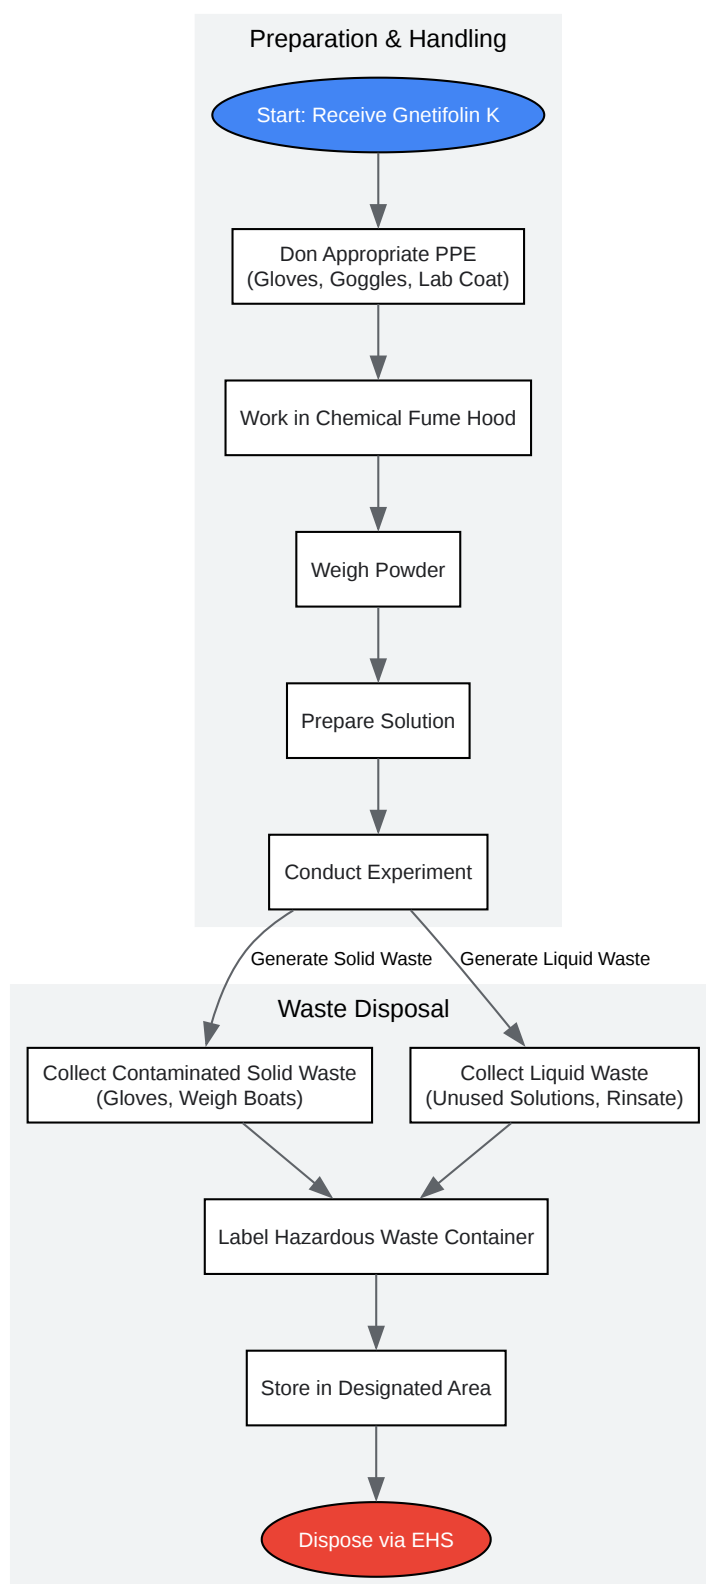 Preparation & Handling
Start: Receive Gnetifolin K
Don Appropriate PPE
(Gloves, Goggles, Lab Coat)
Work in Chemical Fume Hood
Weigh Powder
Prepare Solution
Conduct Experiment
Generate Solid Waste
Generate Liquid Waste
Waste Disposal
Collect Contaminated Solid Waste
(Gloves, Weigh Boats)
Collect Liquid Waste
(Unused Solutions, Rinsate)
Label Hazardous Waste Container
Store in Designated Area
Dispose via EHS